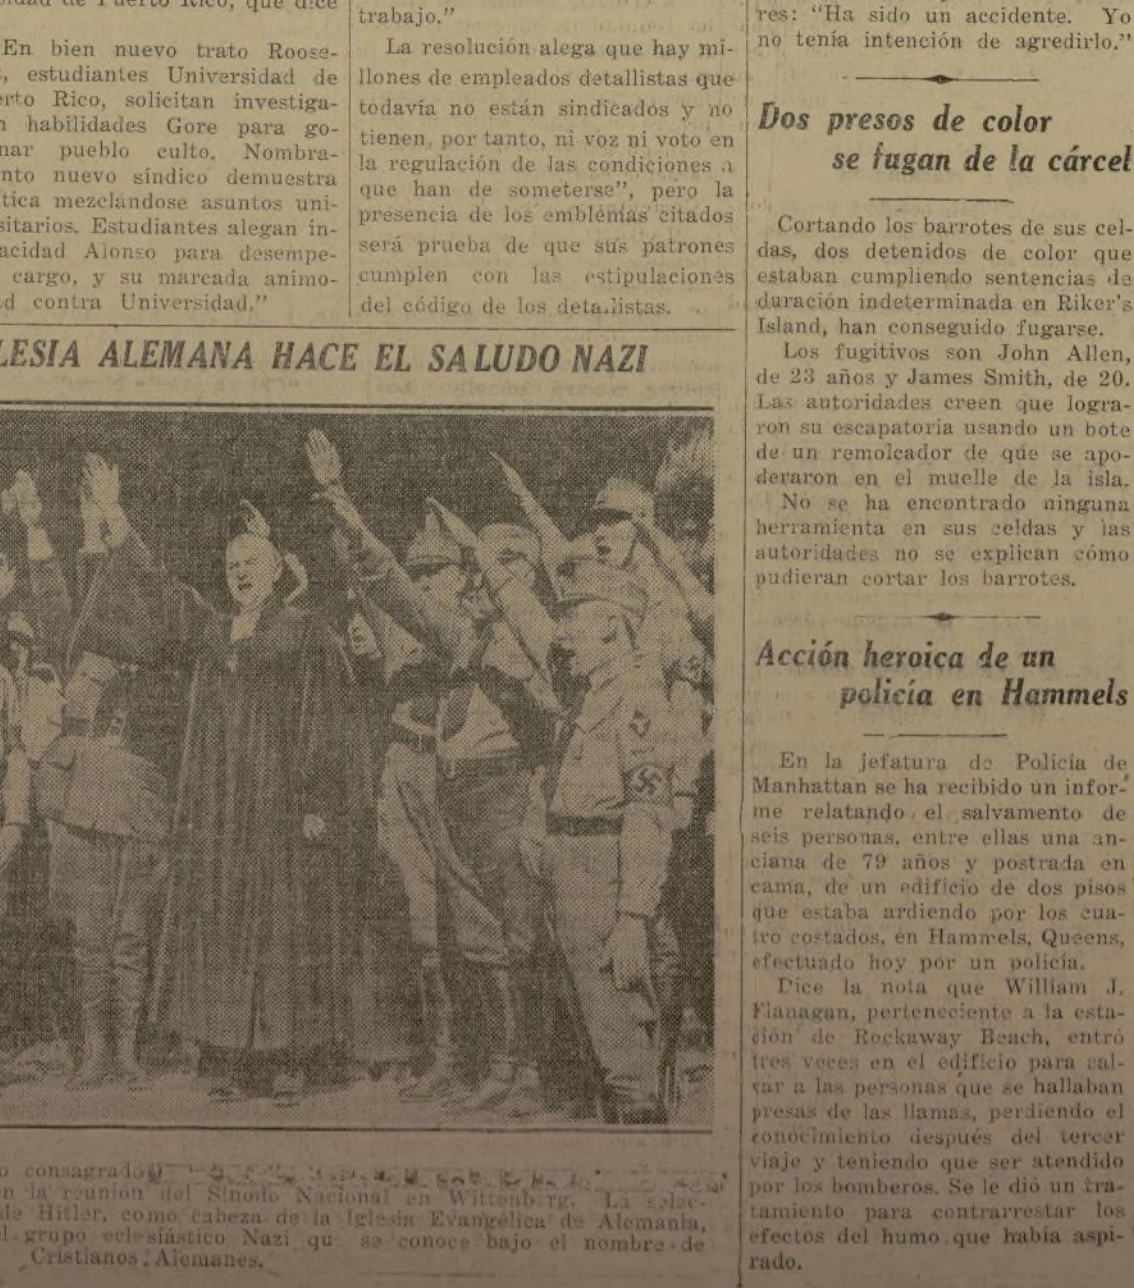 En bien nuevo trato Roose-
, estudiantes Universidad de
erto Rico, solicitan investiga-
habilidades Gore para go-
nar pueblo culto. Nombra-
nto nuevo síndico demuestra
tica mezclándose asuntos uni-
sitarios. Estudiantes alegan in-
acidad Alonso para desempe-
cargo, y su marcada animo-
d contra Universidad."
trabajo."
La resolución alega que hay mi-
llones de empleados detallistas que
todavía no están sindicados y no
tienen, por tanto, ni voz ni voto en
la regulación de las condiciones a
que han de someterse", pero la
presencia de los emblemas citados
será prueba de que sus patrones
cumplen con las estipulaciones
del código de los detallistas.
LESIA ALEMANA HACE EL SALUDO NAZI
o consagrado
n la reunión del Sínodo Nacional en Wittenberg. La selec-
de Hitler, como cabeza de la Iglesia Evangélica de Alemania,
l grupo eclesiástico Nazi qu se conoce bajo el nombre de
Cristianos Alemanes.
res: "Ha sido un accidente. Yo
no tenía intención de agredirlo."
Dos presos de color
se fugan de la cárcel
Cortando los barrotes de sus cel-
das, dos detenidos de color que
estaban cumpliendo sentencias de
duración indeterminada en Riker's
Island, han conseguido fugarse.
Los fugitivos son John Allen,
de 23 años y James Smith, de 20.
Las autoridades creen que logra-
ron su escapatoria usando un bote
de un remolcador de que se apo-
deraron en el muelle de la isla.
No se ha encontrado ninguna
herramienta en sus celdas y las
autoridades no se explican cómo
pudieran cortar los barrotes.
Acción heroica de un
policía en Hammels
En la jefatura de Policía de
Manhattan se ha recibido un infor-
me relatando el salvamento de
seis personas, entre ellas una an-
ciana de 79 años y postrada en
cama, de un edificio de dos pisos
que estaba ardiendo por los cua-
tro costados, en Hammels, Queens,
efectuado hoy por un policía.
Dice la nota que William J.
Flanagan, perteneciente a la esta-
ción de Rockaway Beach, entró
tres veces en el edificio para sal-
var a las personas que se hallaban
presas de las llamas, perdiendo el
conocimiento después del tercer
viaje y teniendo que ser atendido
por los bomberos. Se le dió un tra-
tamiento para contrarrestar los
efectos del humo que había aspi-
rado.